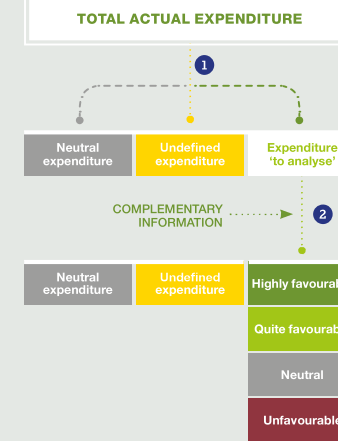 TOTAL ACTUAL EXPENDITURE
1
Neutral
expenditure
Undefined
expenditure
Expenditure
‘to analyse’
COMPLEMENTARY
INFORMATION
2
Neutral
expenditure
Undefined
expenditure
Highly favoura
Quite favourab
Neutral
Unfavourable